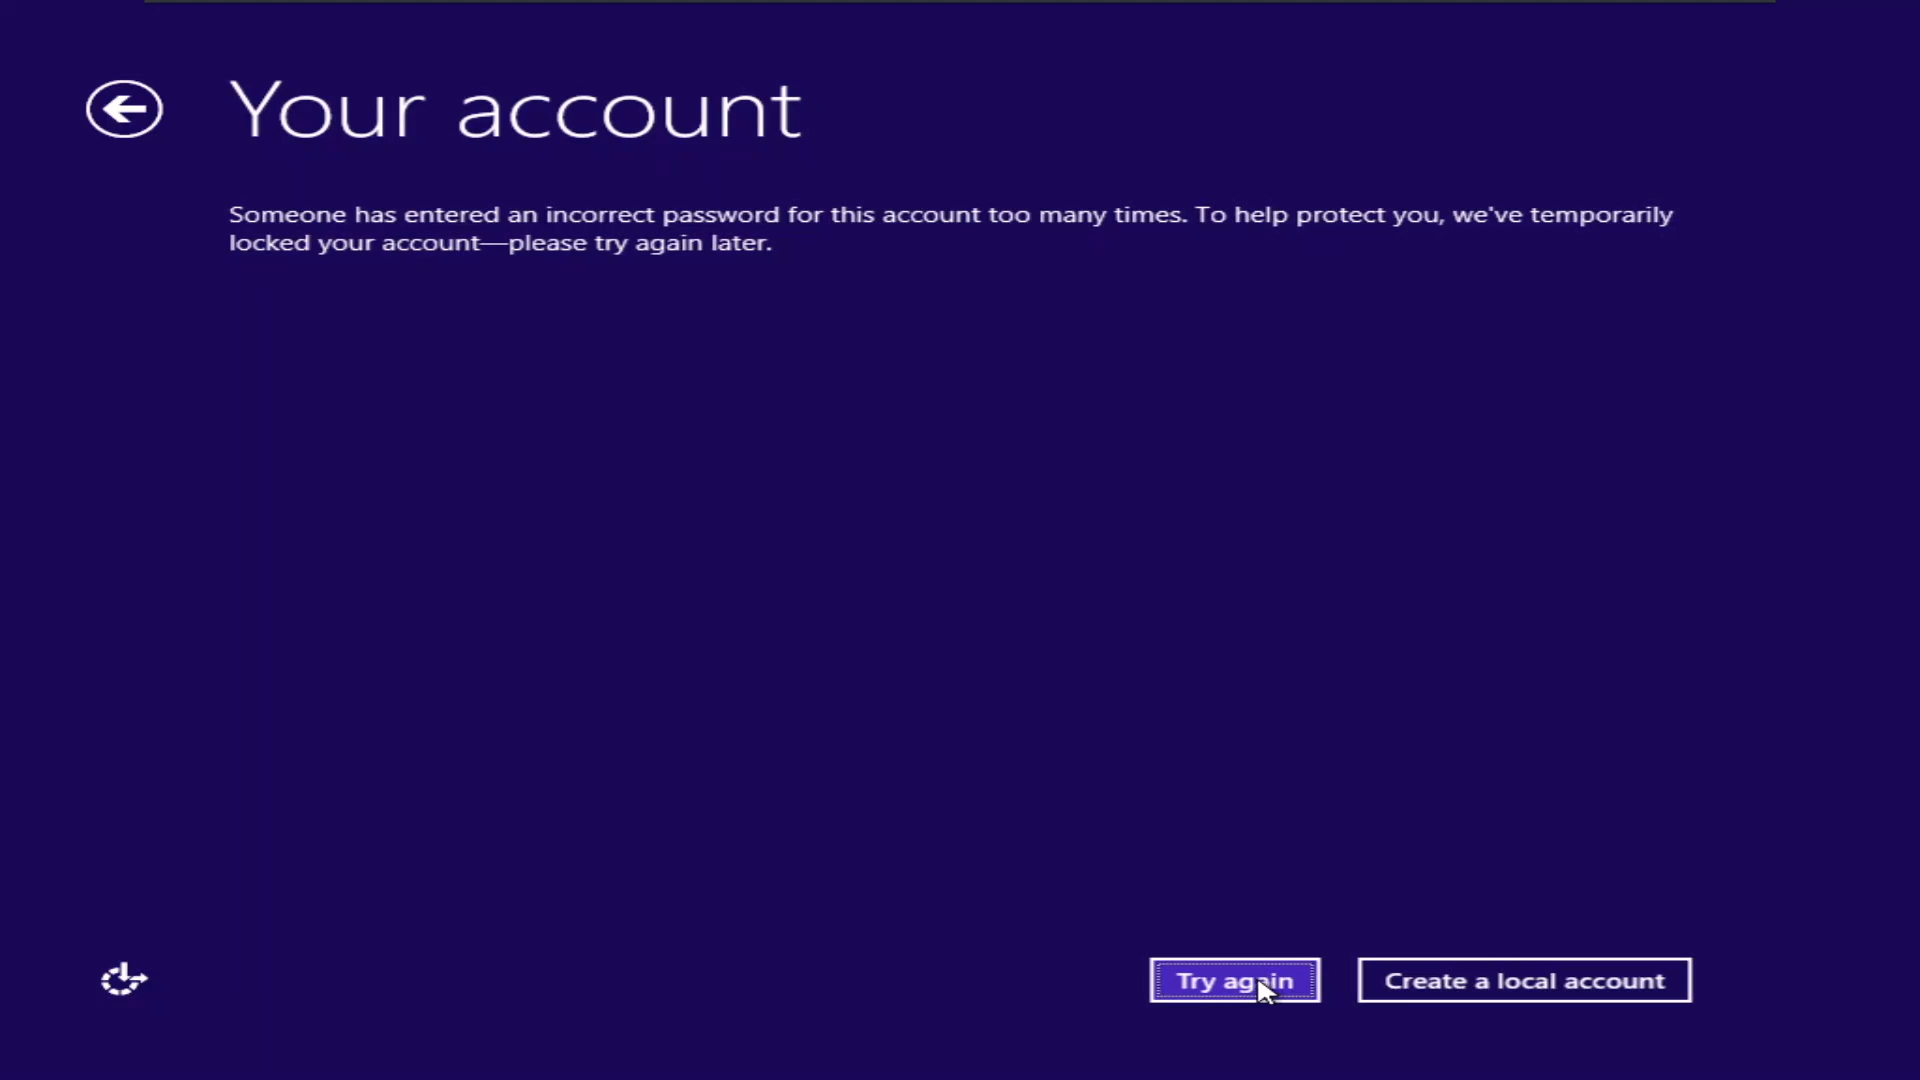 Your account
Someone has entered an incorrect password for this account too many times. To help protect you, we've temporarily
locked your account—please try again later.
Try again
Create a local account